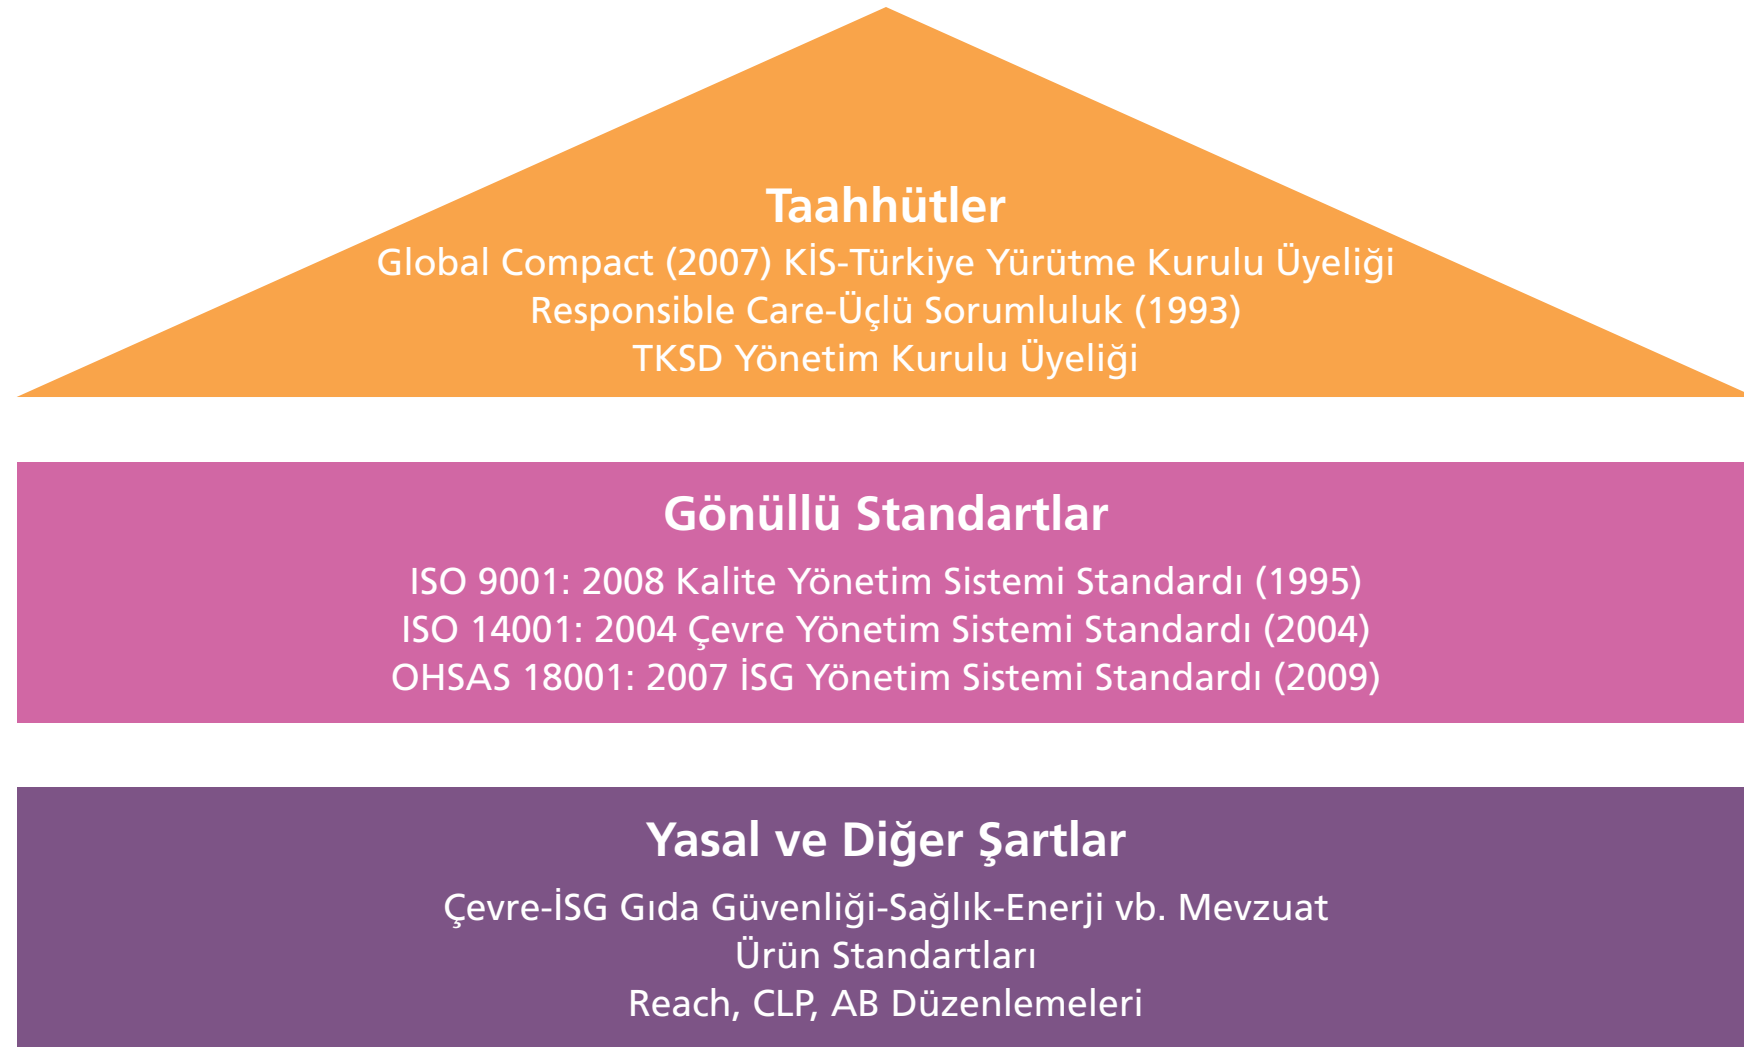 Taahhütler
Global Compact (2007) KİS-Türkiye Yürütme Kurulu Üyeliği
Responsible Care-Üçlü Sorumluluk (1993)
TKSD Yönetim Kurulu Üyeliği
Gönüllü Standartlar
ISO 9001: 2008 Kalite Yönetim Sistemi Standardı (1995)
ISO 14001: 2004 Çevre Yönetim Sistemi Standardı (2004)
OHSAS 18001: 2007 İSG Yönetim Sistemi Standardı (2009)
Yasal ve Diğer Şartlar
Çevre-İSG Gıda Güvenliği-Sağlık-Enerji vb. Mevzuat
Ürün Standartları
Reach, CLP, AB Düzenlemeleri